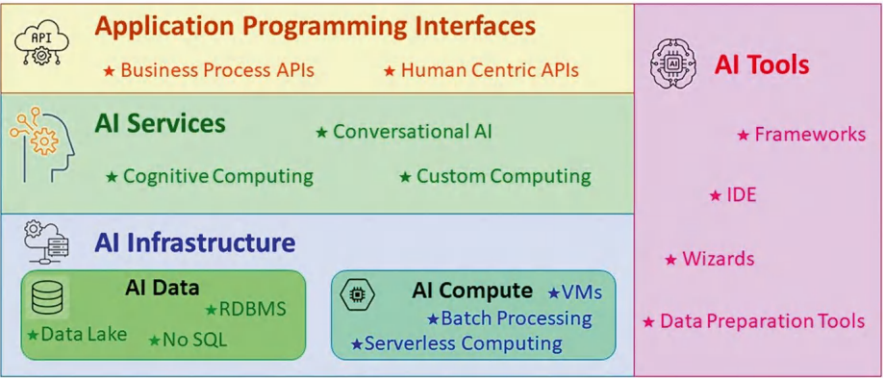 API
Application Programming Interfaces
★ Business Process APIs
★ Human Centric APIs
AI Services
★ Conversational AI
★ Cognitive Computing
★ Custom Computing
AI Infrastructure
AI Data
★RDBMS
★Data Lake
★No SQL
AI Compute
★VMs
★Batch Processing
★Serverless Computing
AI
AI Tools
★ Frameworks
★ IDE
★ Wizards
★ Data Preparation Tools